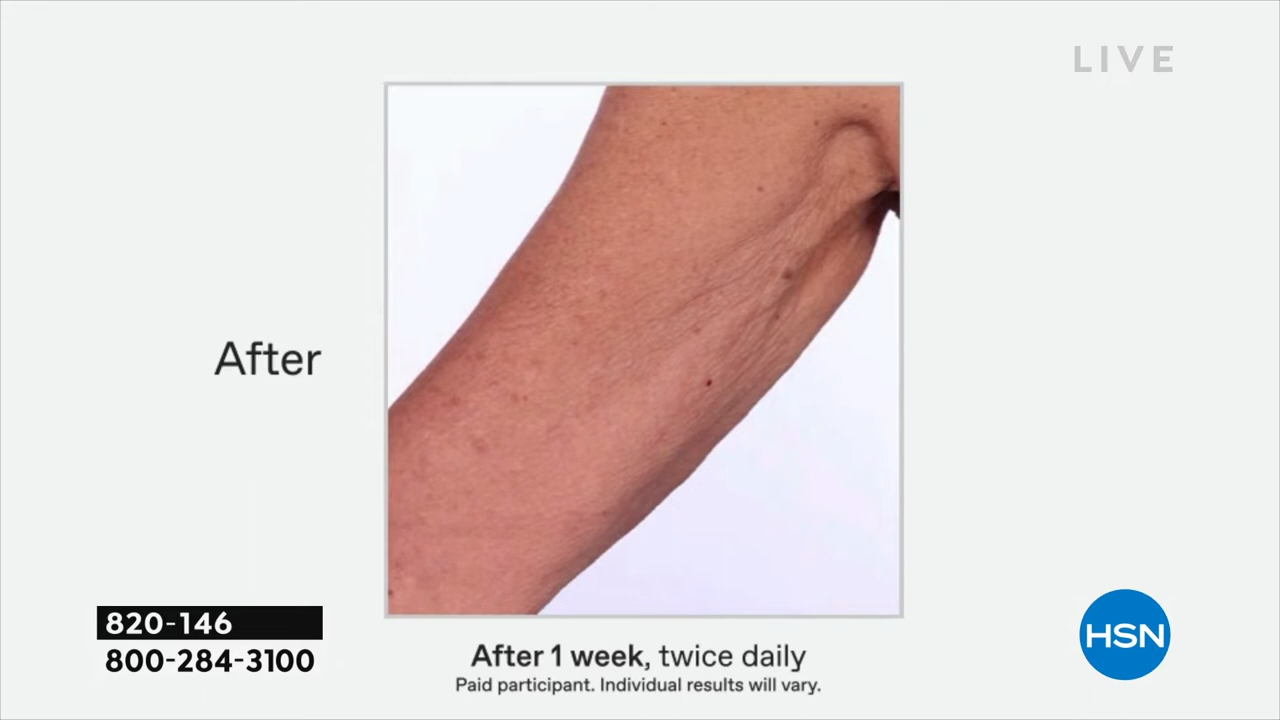 LIVE
After
820-146
800-284-3100
After 1 week, twice daily
Paid participant. Individual results will vary.
HSN